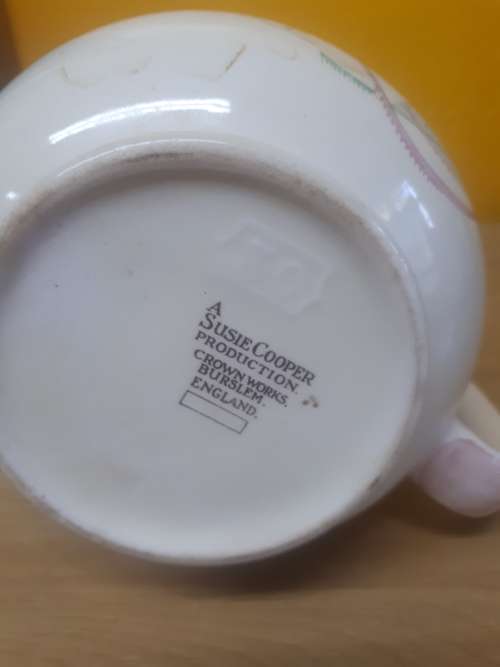 A
SUSIE COOPER
PRODUCTION.
CROWN WORKS.
BURSLEM.
ENGLAND.